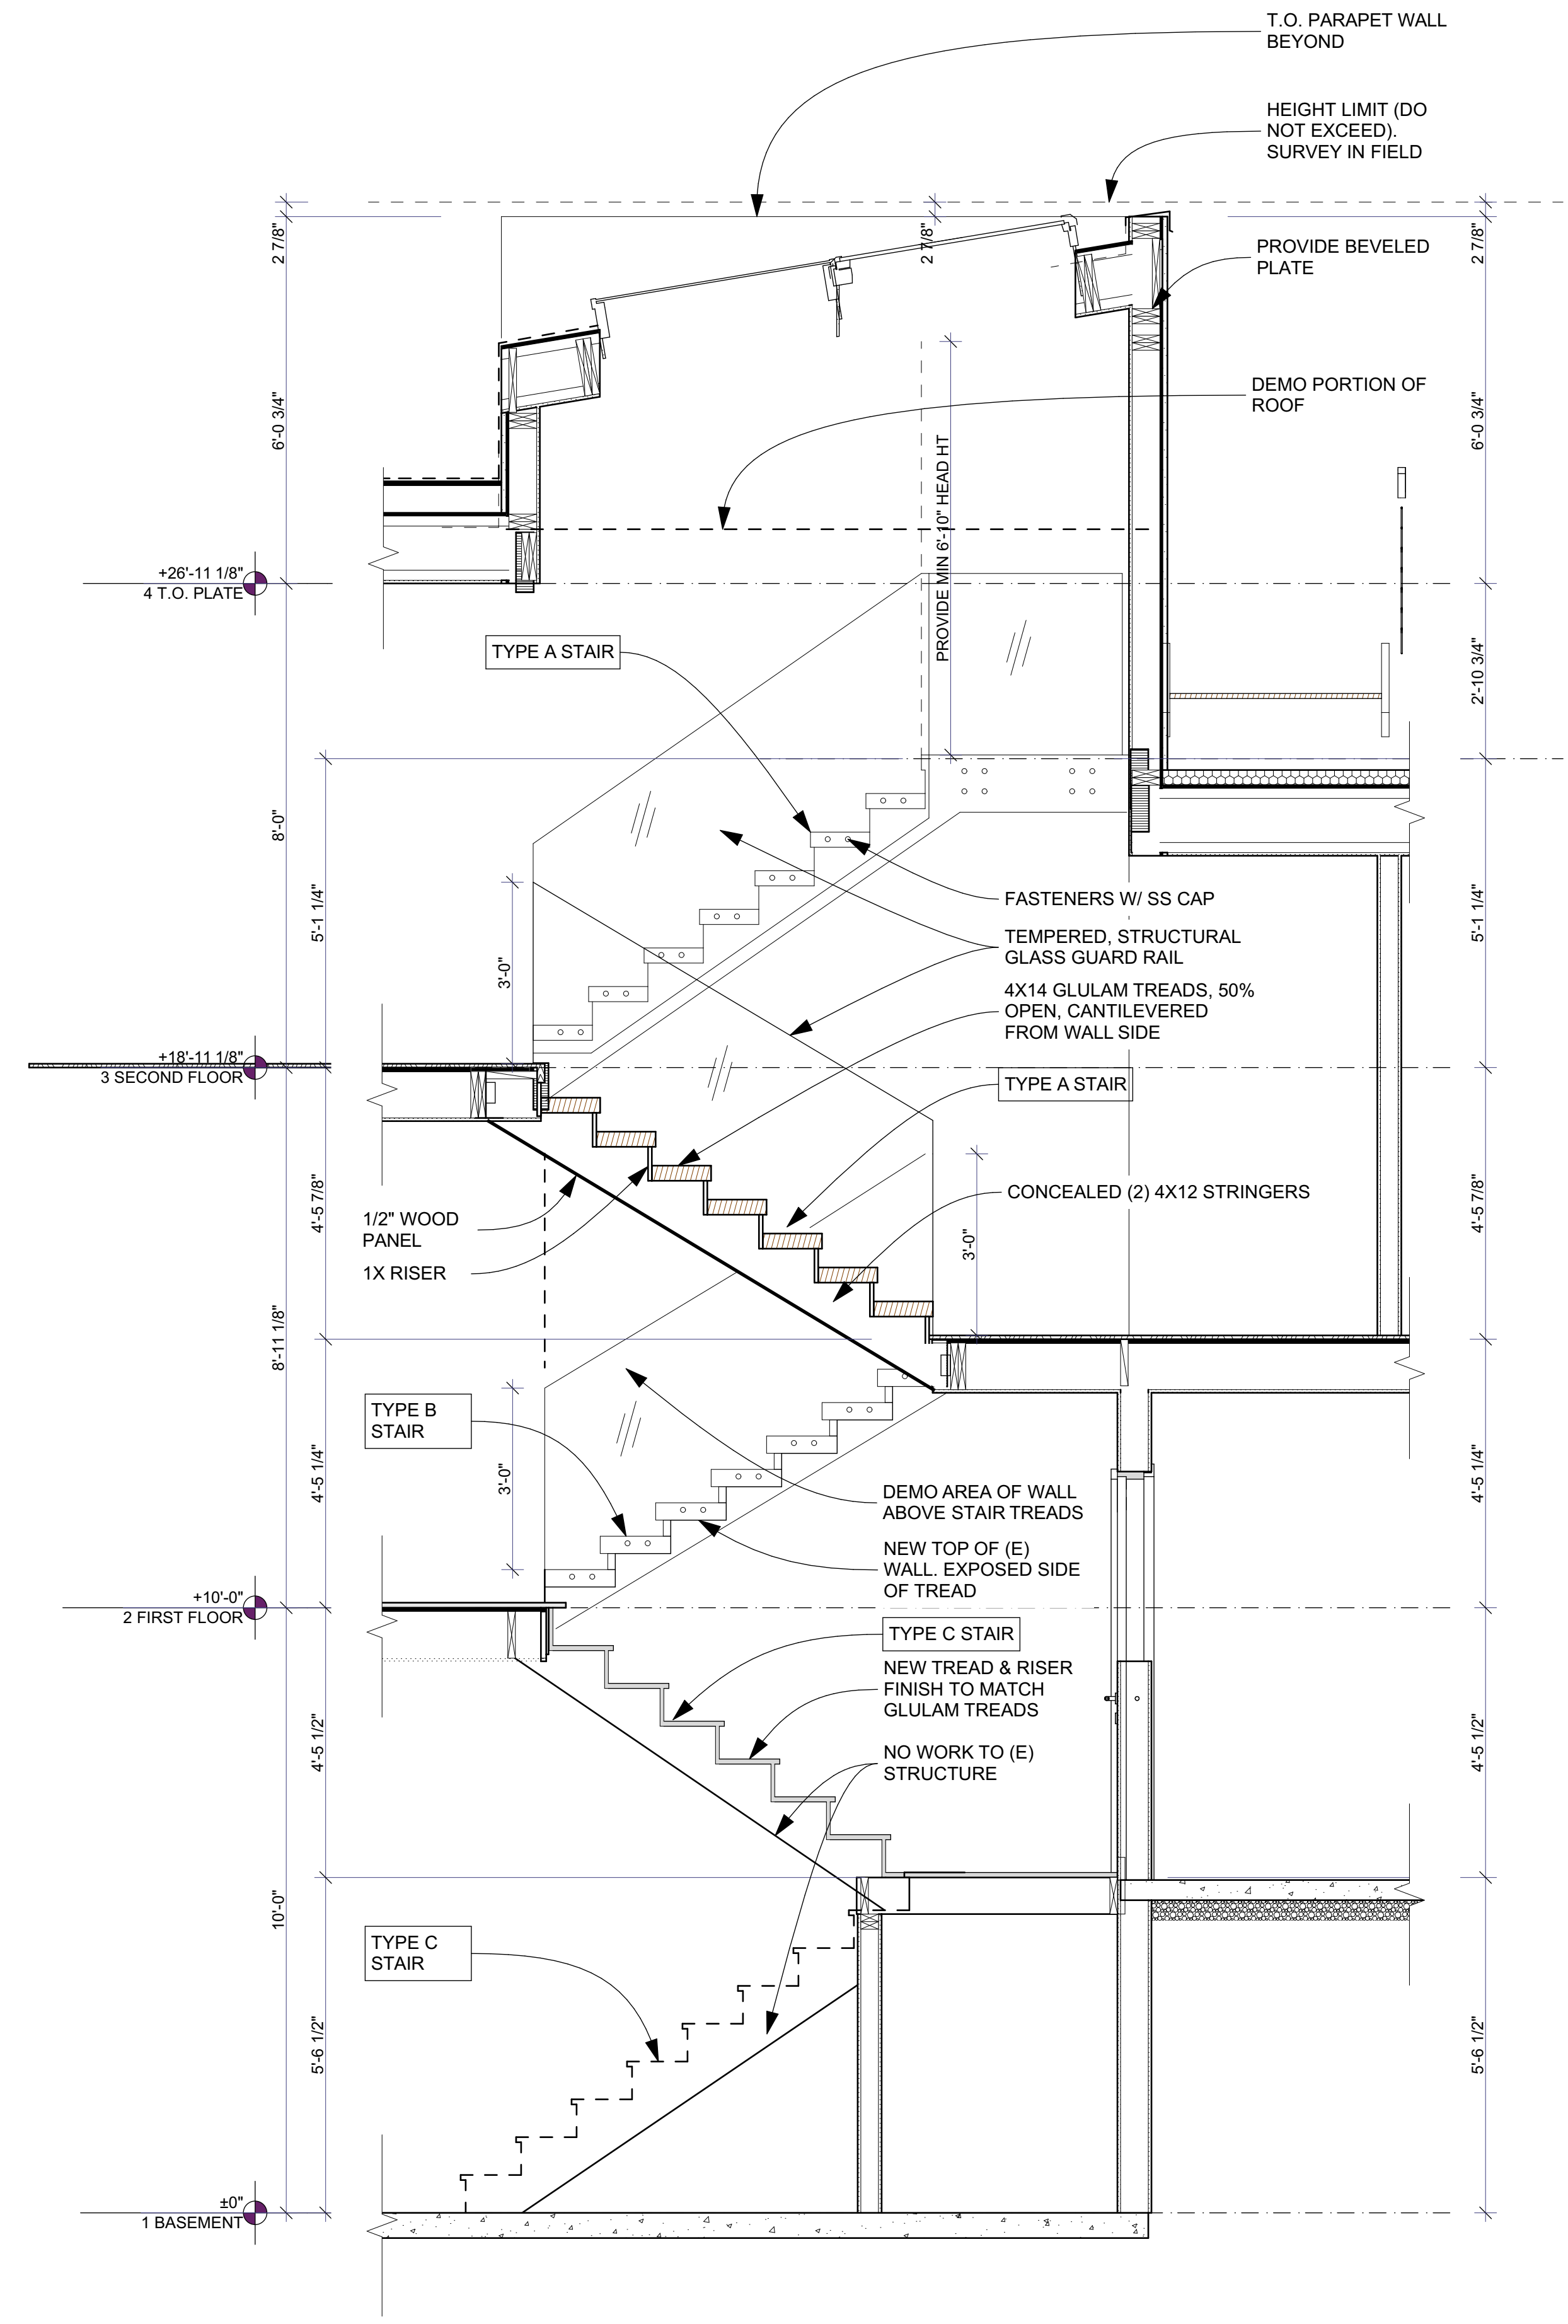 T.O. PARAPET WALL
BEYOND
HEIGHT LIMIT (DO
NOT EXCEED).
SURVEY IN FIELD
2 7/8"
2 7/8"
2 7/8"
PROVIDE BEVELED
PLATE
DEMO PORTION OF
ROOF
6'-0 3/4"
6'-0 3/4"
PROVIDE MIN 6'-10" HEAD HT
+26'-11 1/8"
4 T.O. PLATE
TYPE A STAIR
2'-10 3/4"
8'-0"
5'-1 1/4"
5'-1 1/4"
3'-0"
FASTENERS W/ SS CAP
TEMPERED, STRUCTURAL
GLASS GUARD RAIL
4X14 GLULAM TREADS, 50%
OPEN, CANTILEVERED
FROM WALL SIDE
+18'-11 1/8"
3 SECOND FLOOR
TYPE A STAIR
4'-5 7/8"
4'-5 7/8"
CONCEALED (2) 4X12 STRINGERS
1/2" WOOD
PANEL
1X RISER
3'-0"
8'-11 1/8"
TYPE B
STAIR
4'-5 1/4"
4'-5 1/4"
3'-0"
DEMO AREA OF WALL
ABOVE STAIR TREADS
NEW TOP OF (E)
WALL. EXPOSED SIDE
OF TREAD
+10'-0"
2 FIRST FLOOR
TYPE C STAIR
NEW TREAD & RISER
FINISH TO MATCH
GLULAM TREADS
4'-5 1/2"
4'-5 1/2"
NO WORK TO (E)
STRUCTURE
10'-0"
TYPE C
STAIR
5'-6 1/2"
5'-6 1/2"
±0"
1 BASEMENT